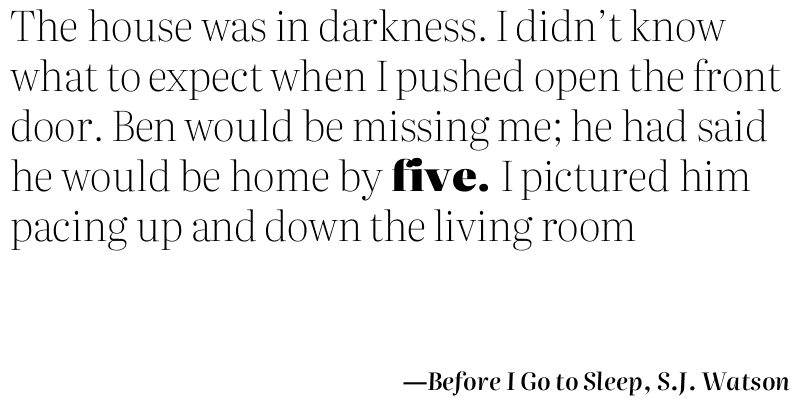 The house was in darkness. I didn’t know
what to expect when I pushed open the front
door. Ben would be missing me; he had said
he would be home by five. I pictured him
pacing up and down the living room
—Before I Go to Sleep, S.J. Watson